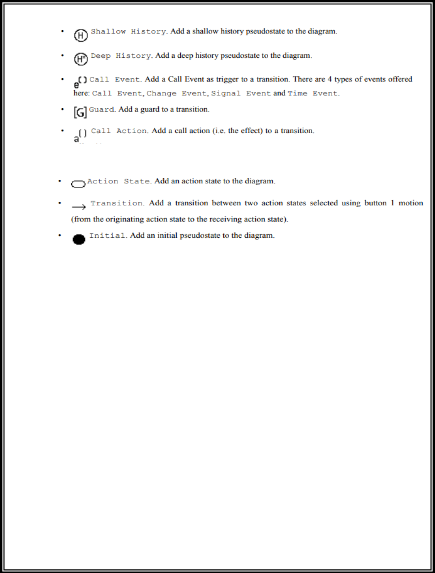 • H Shallow History. Add a shallow history pseudostate to the diagram.
• H* Deep History. Add a deep history pseudostate to the diagram.
• e() Call Event. Add a Call Event as trigger to a transition. There are 4 types of events offered
here: Call Event, Change Event, Signal Event and Time Event.
• [G] Guard. Add a guard to a transition.
• a() Call Action. Add a call action (i.e. the effect) to a transition.
• Action State. Add an action state to the diagram.
• → Transition. Add a transition between two action states selected using button 1 motion
(from the originating action state to the receiving action state).
• Initial. Add an initial pseudostate to the diagram.